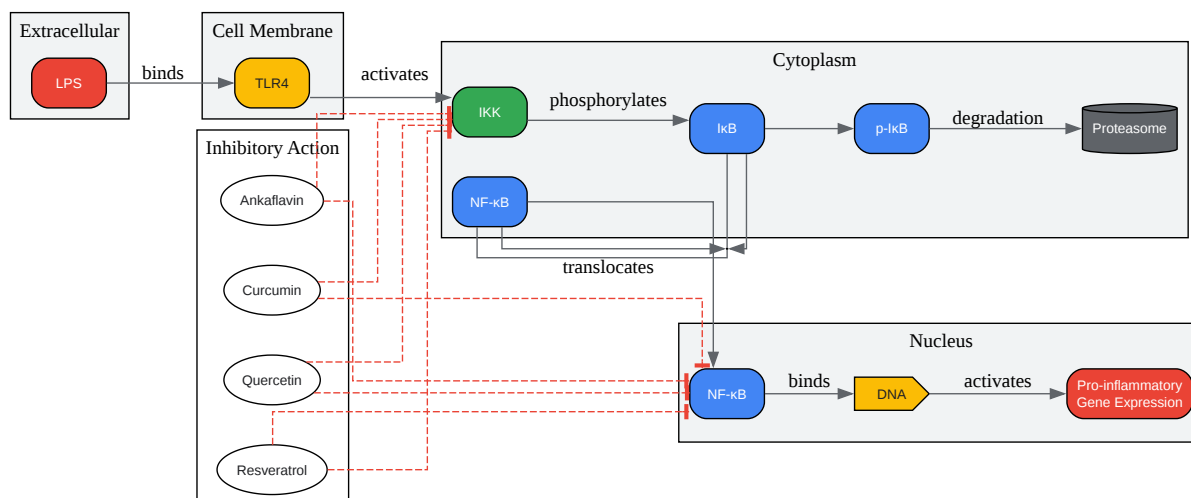 Extracellular
LPS
binds
Cell Membrane
TLR4
activates
Cytoplasm
IKK
phosphorylates
IκB
p-IκB
degradation
Proteasome
NF-κB
translocates
Inhibitory Action
Ankaflavin
Curcumin
Quercetin
Resveratrol
Nucleus
NF-κB
binds
DNA
activates
Pro-inflammatory
Gene Expression